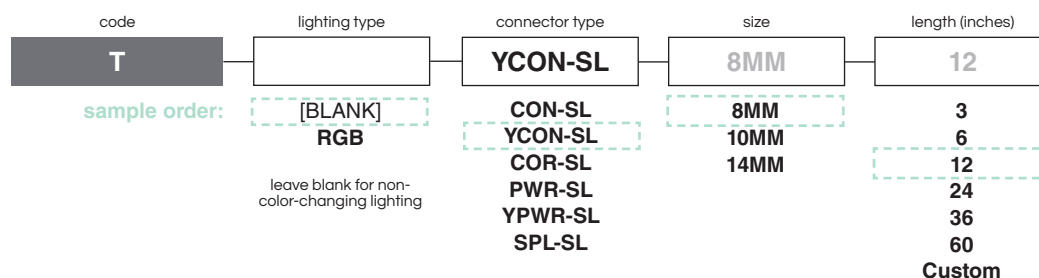 code lighting type connector type size length (inches)
T YCON-SL 8MM 12
sample order: [BLANK] CON-SL 8MM 3
RGB YCON-SL 10MM 6
COR-SL 14MM 12
leave blank for non- PWR-SL 24
color-changing lighting YPWR-SL 36
SPL-SL 60
Custom